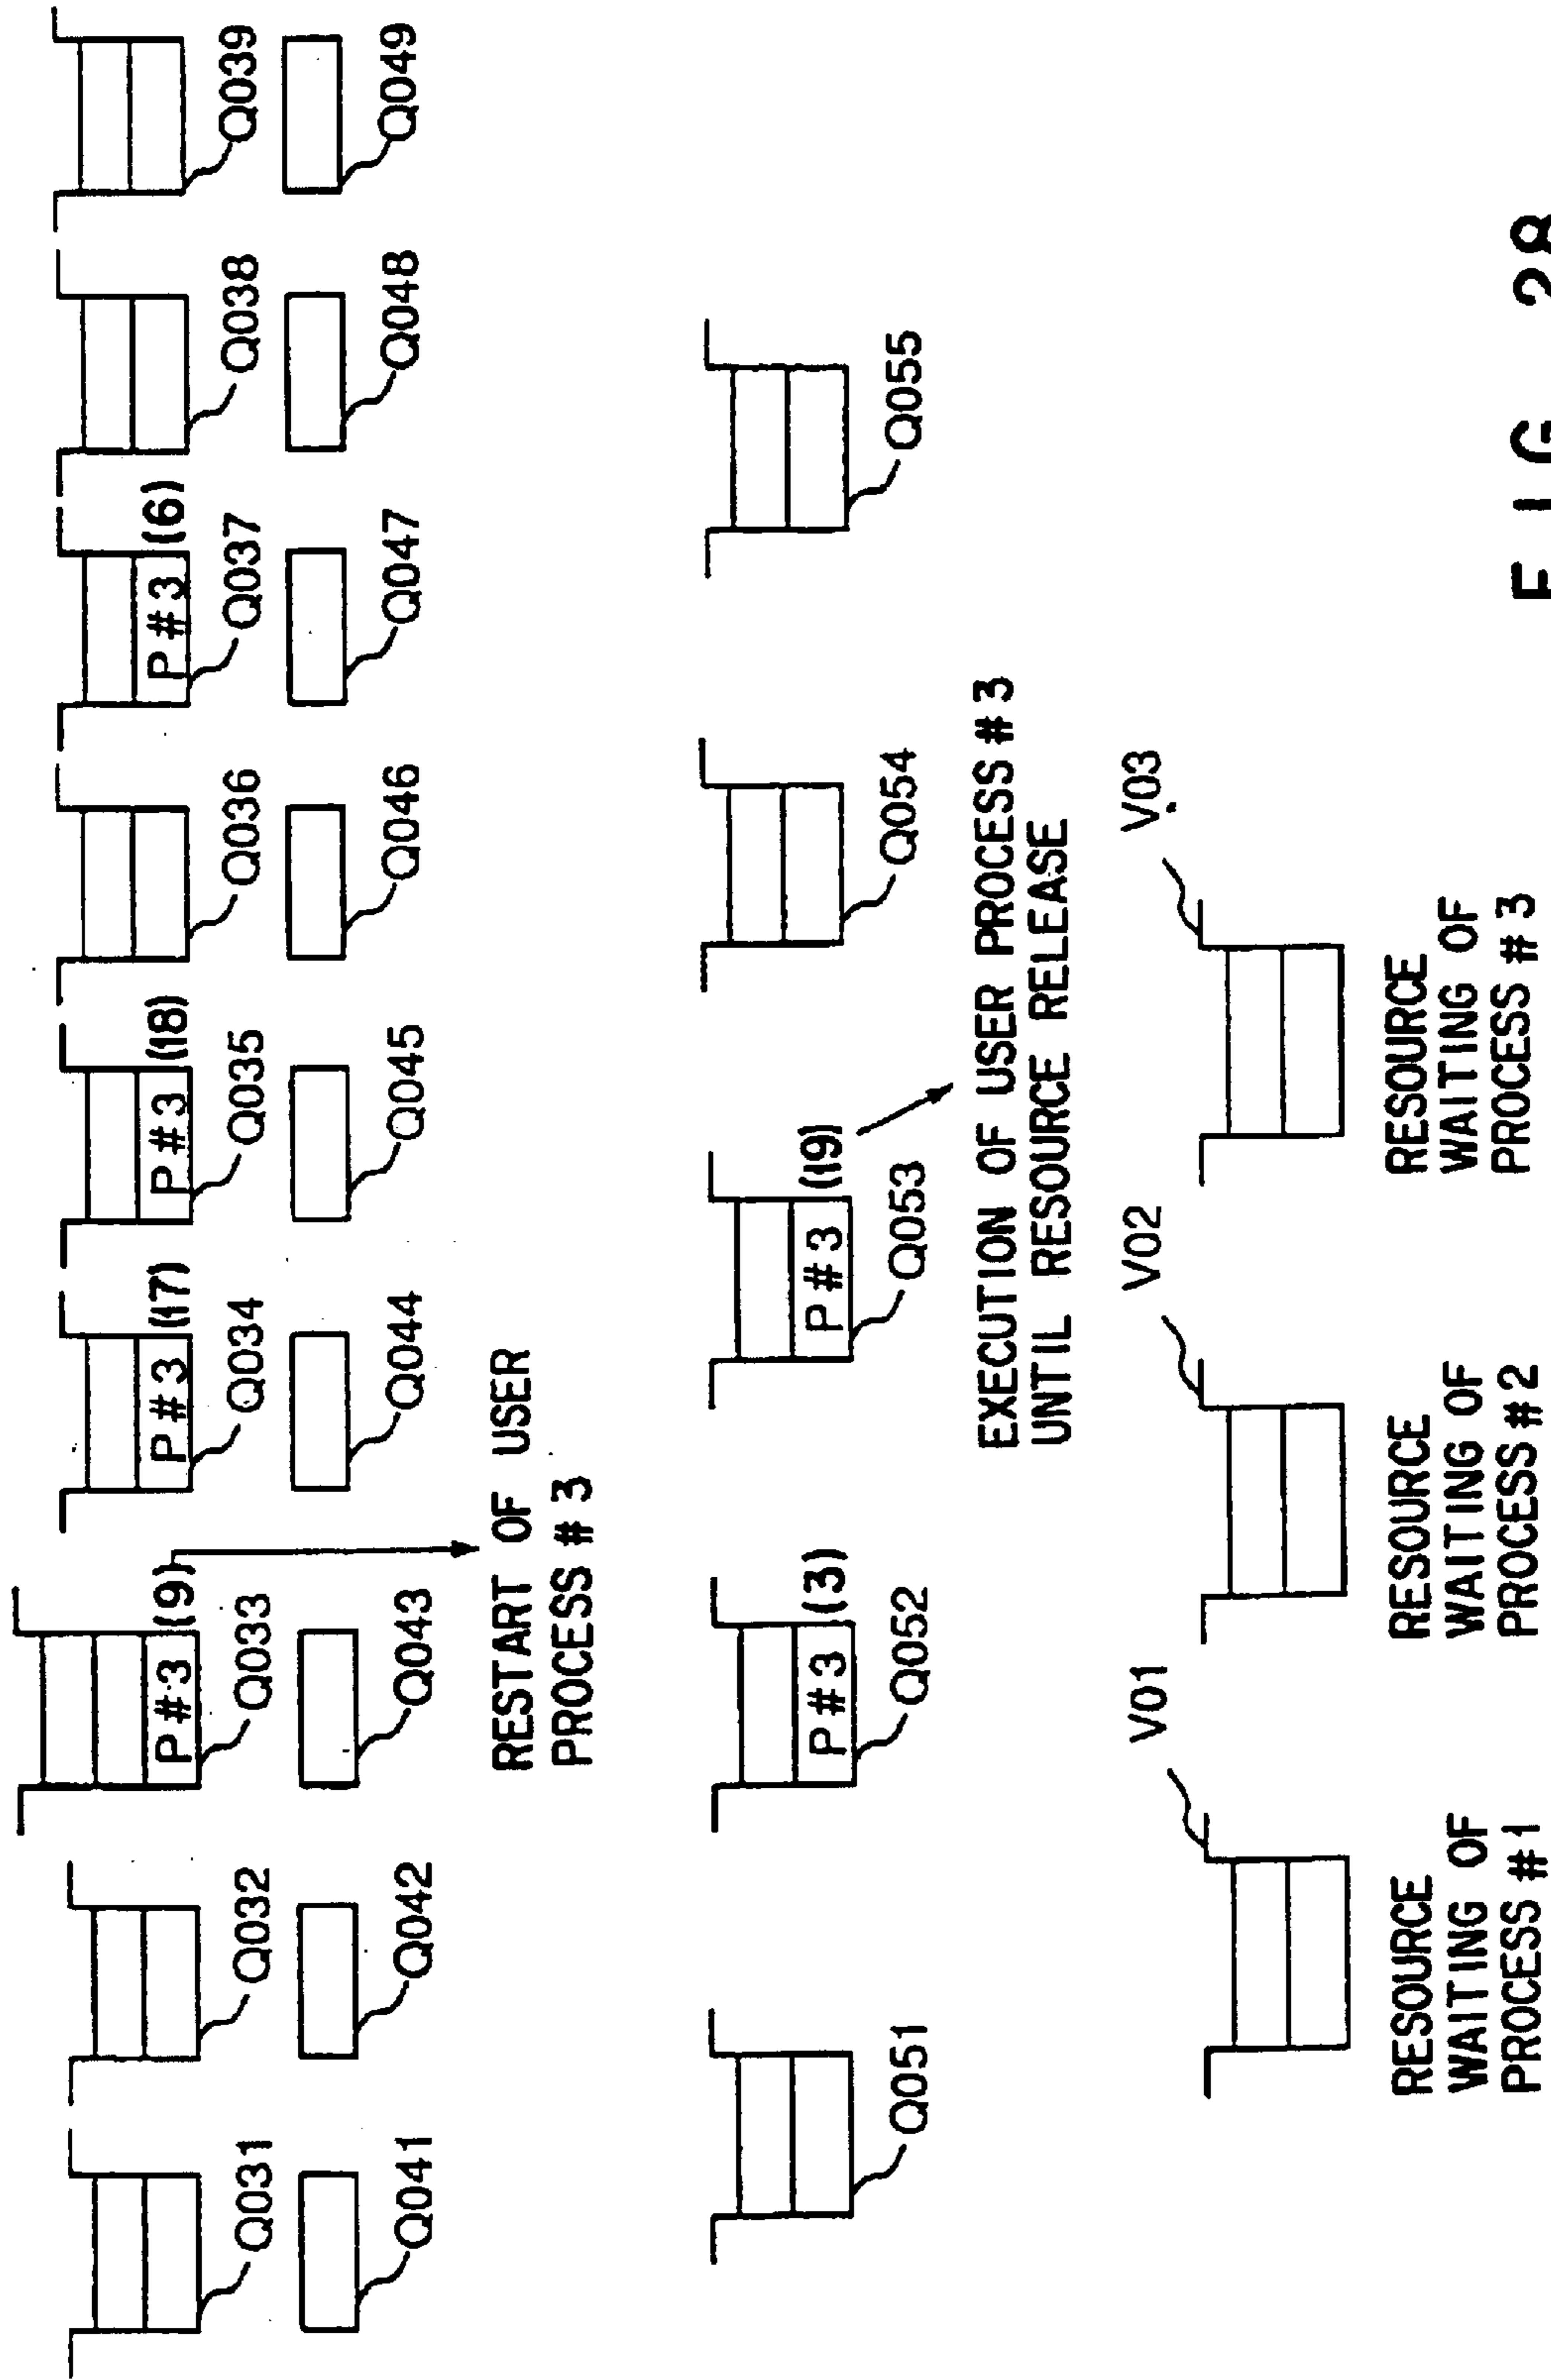 P#3 (9)
P#3 (17)
P#3 (18)
P#3 (6)
Q031
Q032
Q033
Q034
Q035
Q036
Q037
Q038
Q039
Q041
Q042
Q043
Q044
Q045
Q046
Q047
Q048
Q049
RESTART OF USER
PROCESS #3
P#3 (3)
P#3 (19)
Q051
Q052
Q053
Q054
Q055
EXECUTION OF USER PROCESS #3
UNTIL RESOURCE RELEASE
V01
V02
V03
RESOURCE
WAITING OF
PROCESS #1
RESOURCE
WAITING OF
PROCESS #2
RESOURCE
WAITING OF
PROCESS #3
FIG. 28